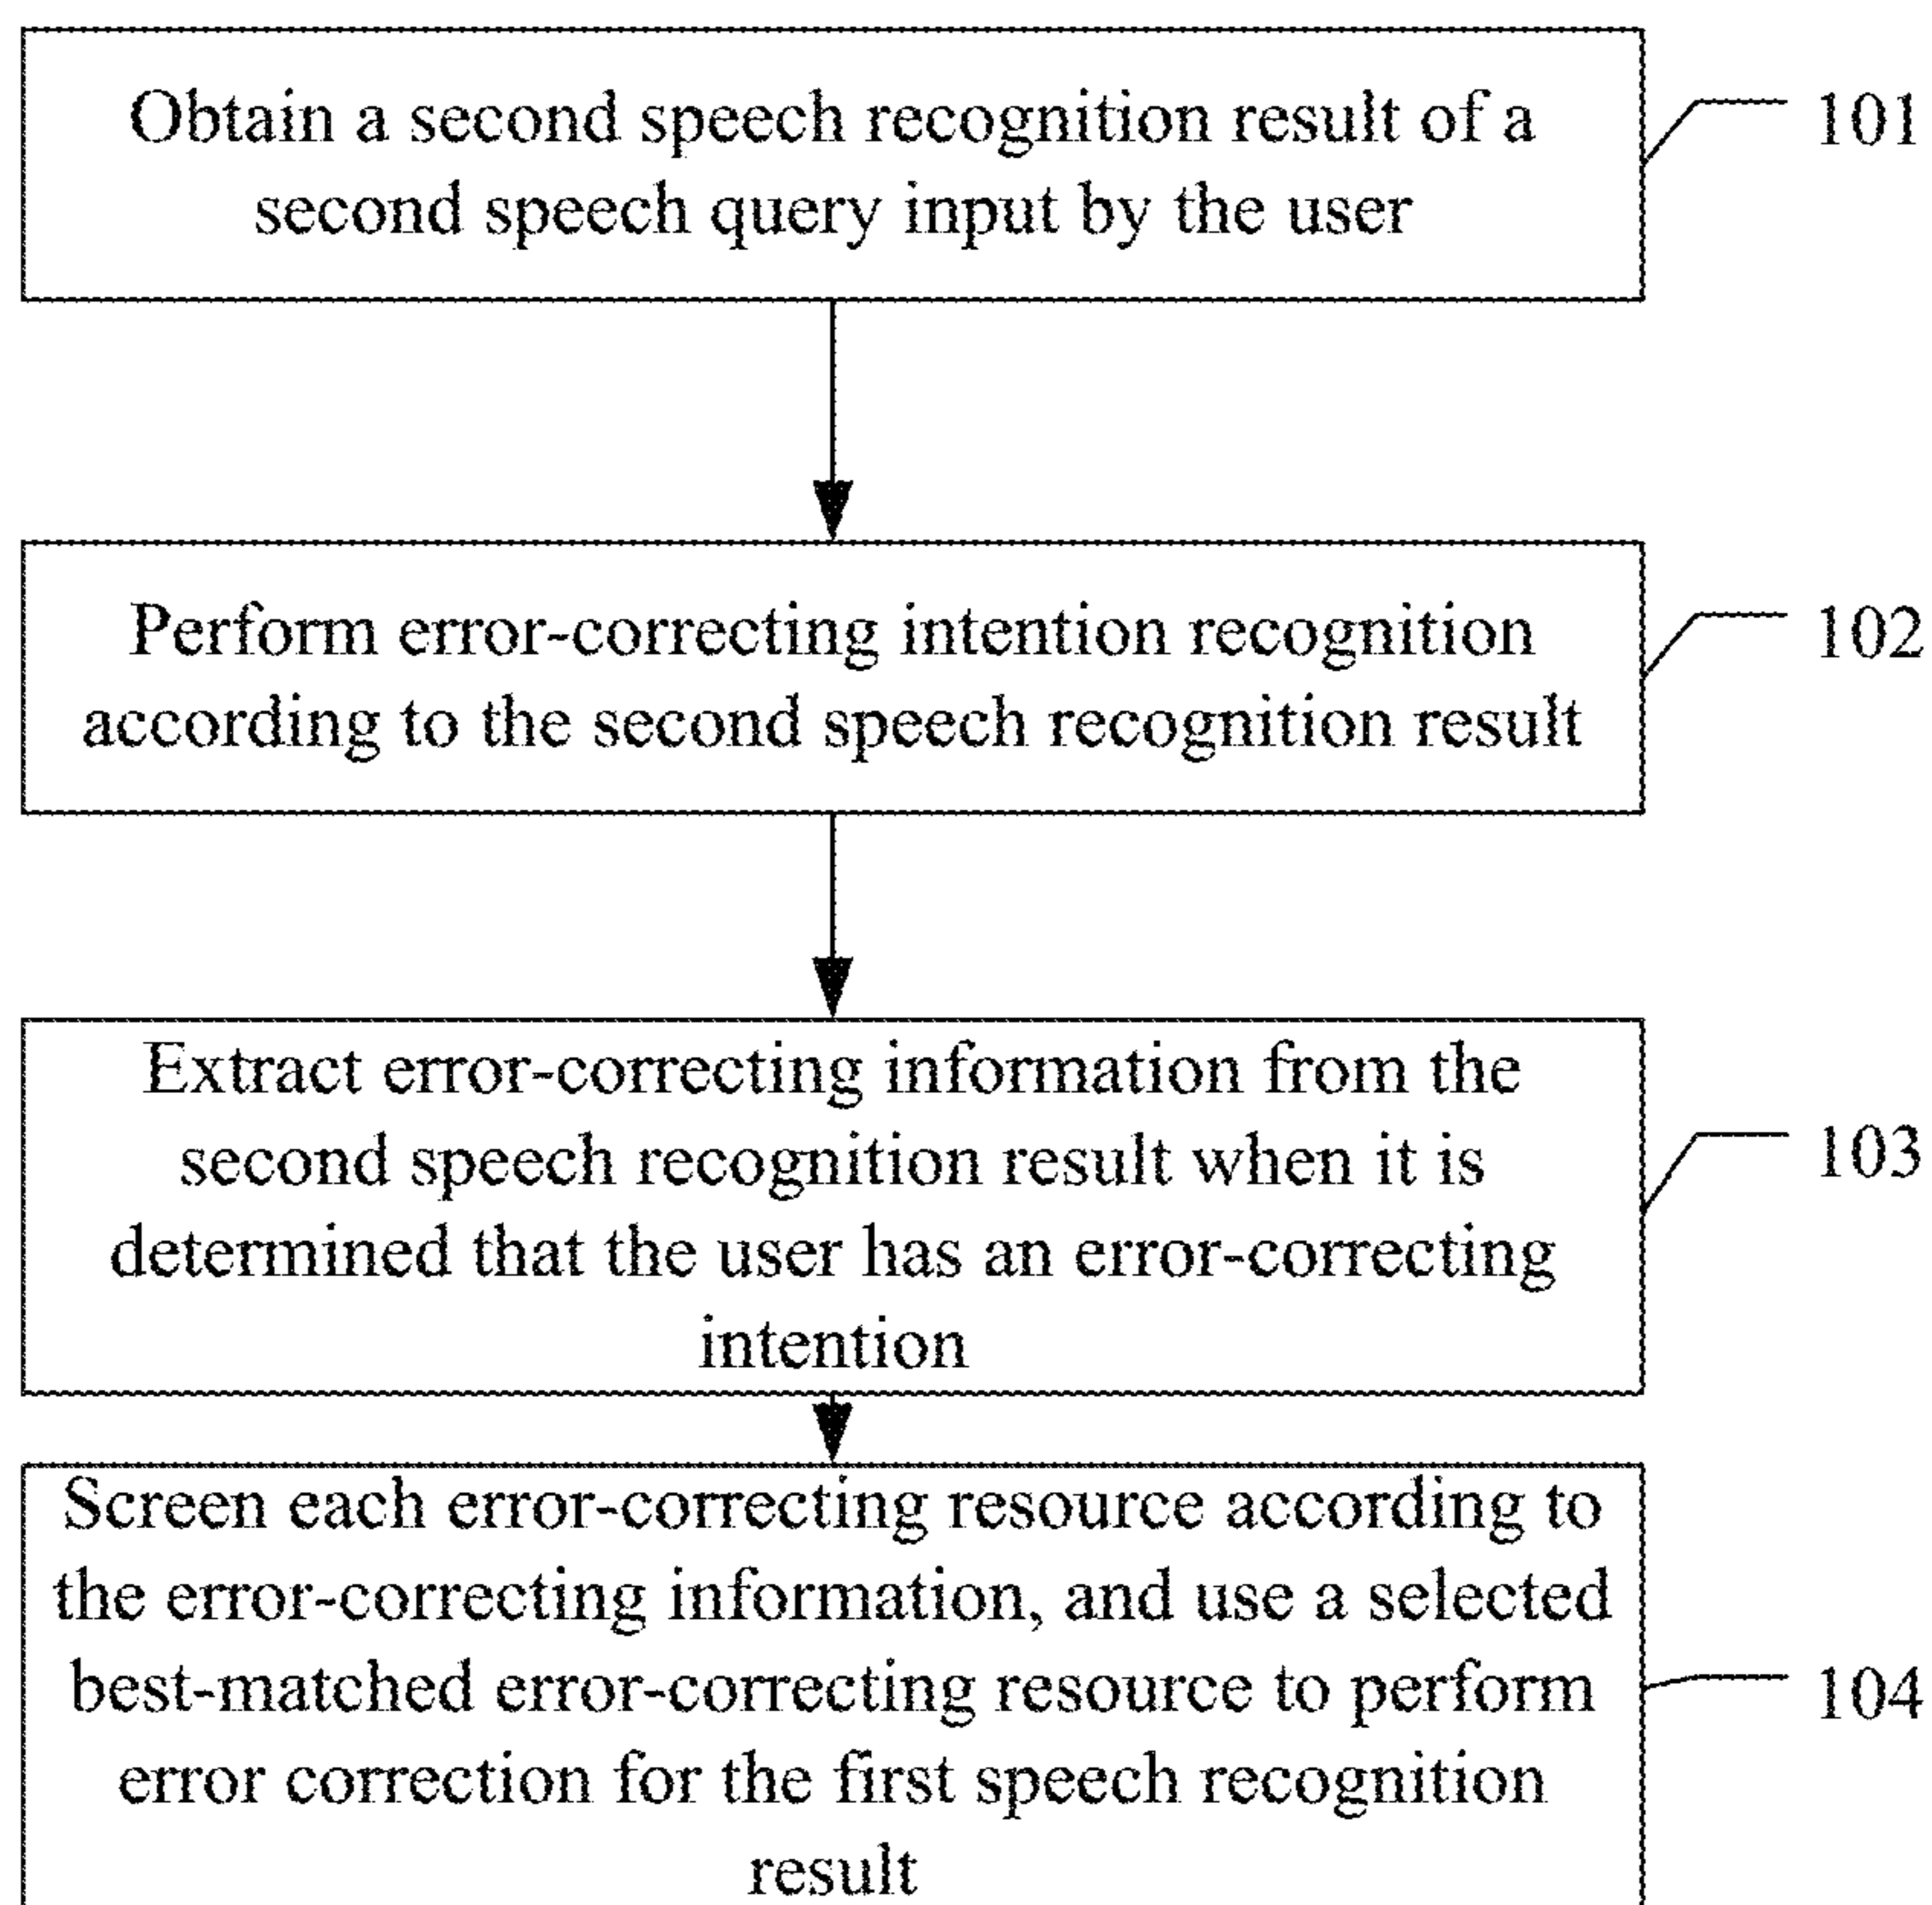 Obtain a second speech recognition result of a
second speech query input by the user
101
Perform error-correcting intention recognition
according to the second speech recognition result
102
Extract error-correcting information from the
second speech recognition result when it is
determined that the user has an error-correcting
intention
103
Screen each error-correcting resource according to
the error-correcting information, and use a selected
best-matched error-correcting resource to perform
error correction for the first speech recognition
result
104